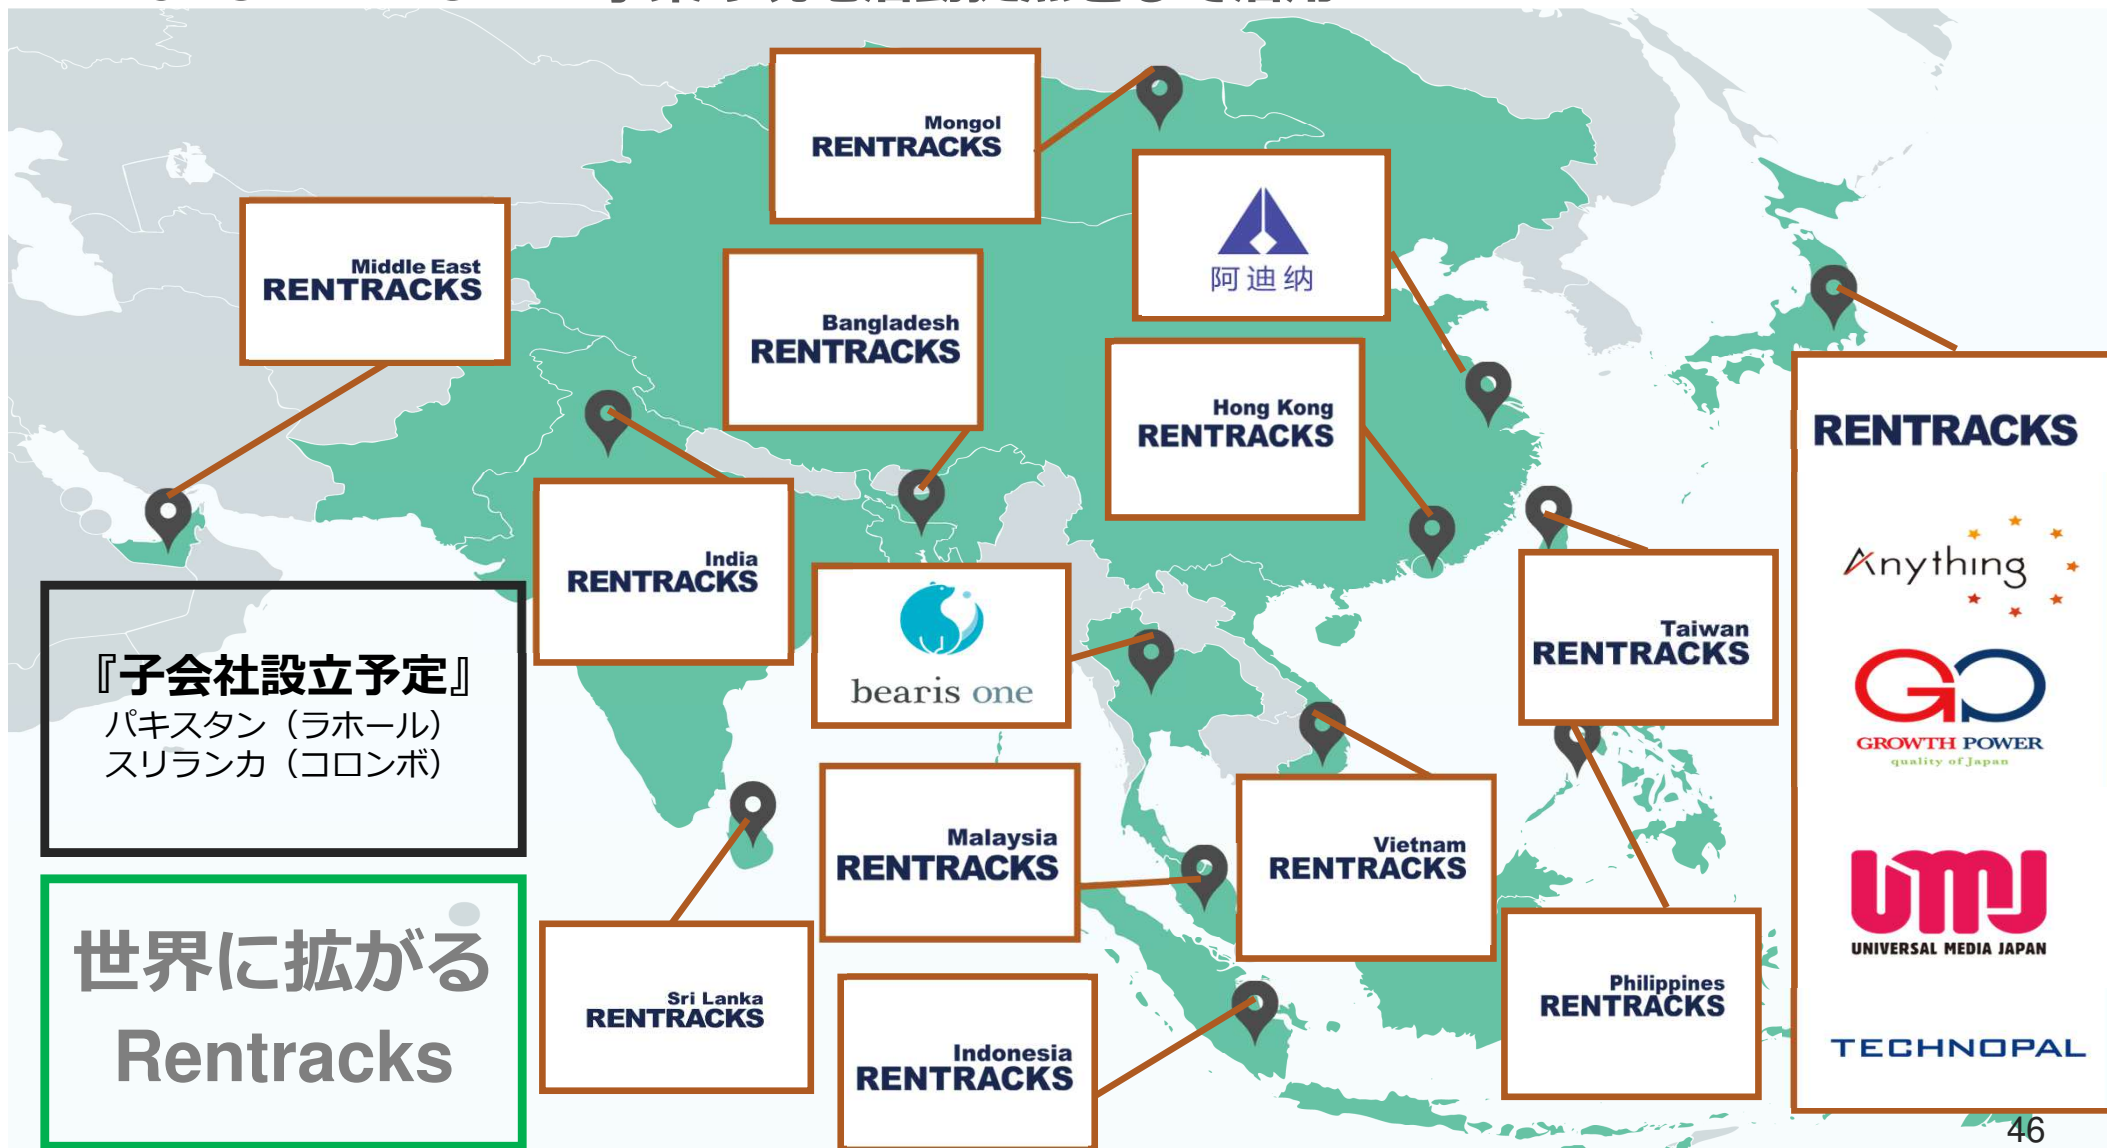 Mongol
RENTRACKS
阿迪纳
Middle East
RENTRACKS
Bangladesh
RENTRACKS
Hong Kong
RENTRACKS
RENTRACKS
Anything
GROWTH POWER
quality of Japan
UMJ
UNIVERSAL MEDIA JAPAN
TECHNOPAL
India
RENTRACKS
bearis one
Taiwan
RENTRACKS
『子会社設立予定』
パキスタン（ラホール）
スリランカ（コロンボ）
Malaysia
RENTRACKS
Vietnam
RENTRACKS
世界に拡がる
Rentracks
Sri Lanka
RENTRACKS
Indonesia
RENTRACKS
Philippines
RENTRACKS
46